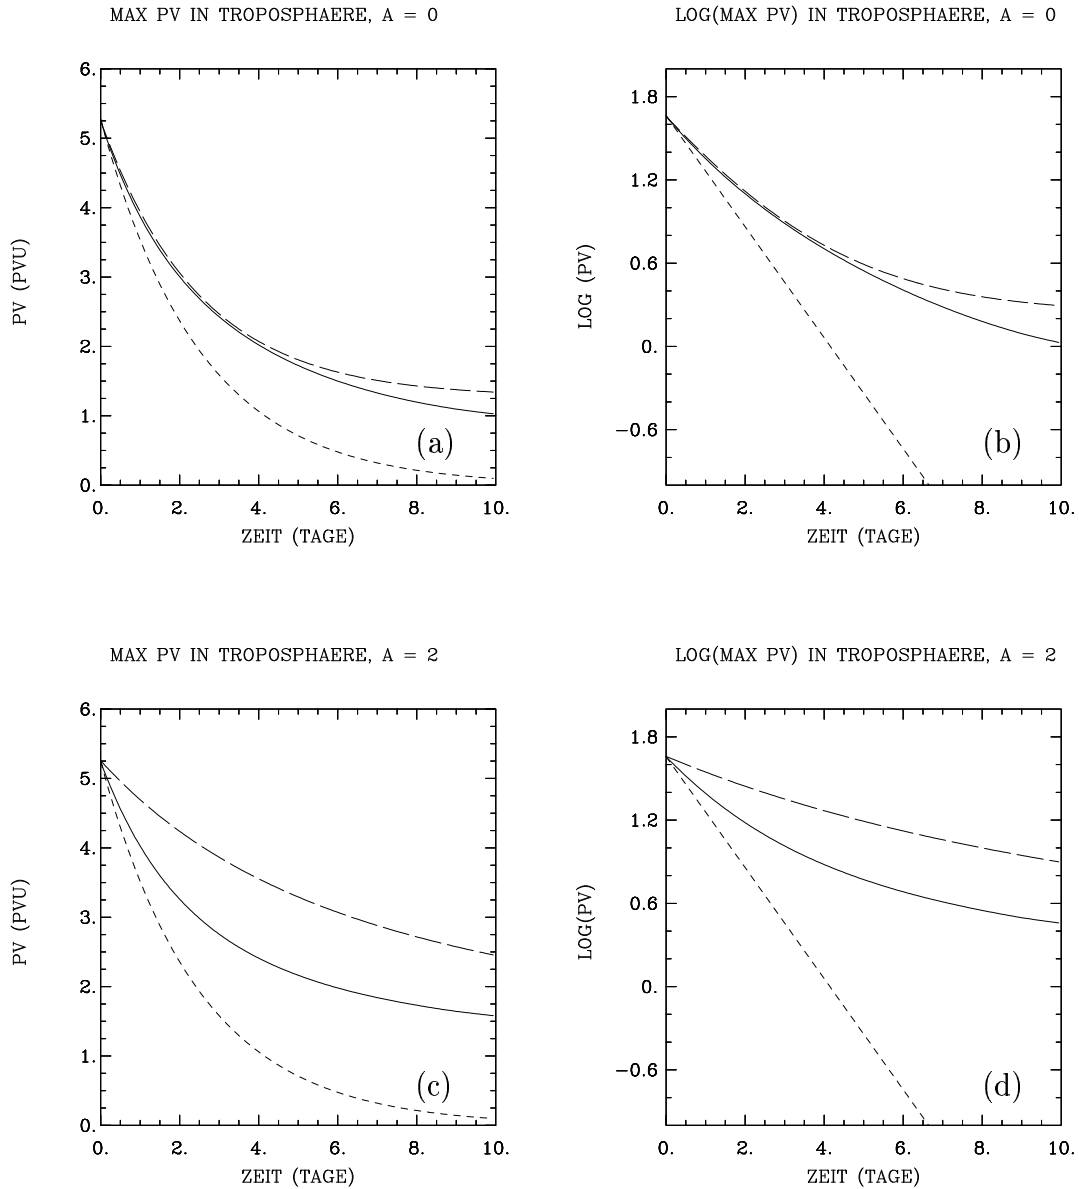 MAX PV IN TROPOSPHAERE, A = 0
6.
5.
4.
3.
2.
1.
0.
PV (PVU)
(a)
0. 2. 4. 6. 8. 10.
ZEIT (TAGE)
LOG(MAX PV) IN TROPOSPHAERE, A = 0
1.8
1.2
0.6
0.
−0.6
LOG (PV)
(b)
0. 2. 4. 6. 8. 10.
ZEIT (TAGE)
MAX PV IN TROPOSPHAERE, A = 2
6.
5.
4.
3.
2.
1.
0.
PV (PVU)
(c)
0. 2. 4. 6. 8. 10.
ZEIT (TAGE)
LOG(MAX PV) IN TROPOSPHAERE, A = 2
1.8
1.2
0.6
0.
−0.6
LOG(PV)
(d)
0. 2. 4. 6. 8. 10.
ZEIT (TAGE)